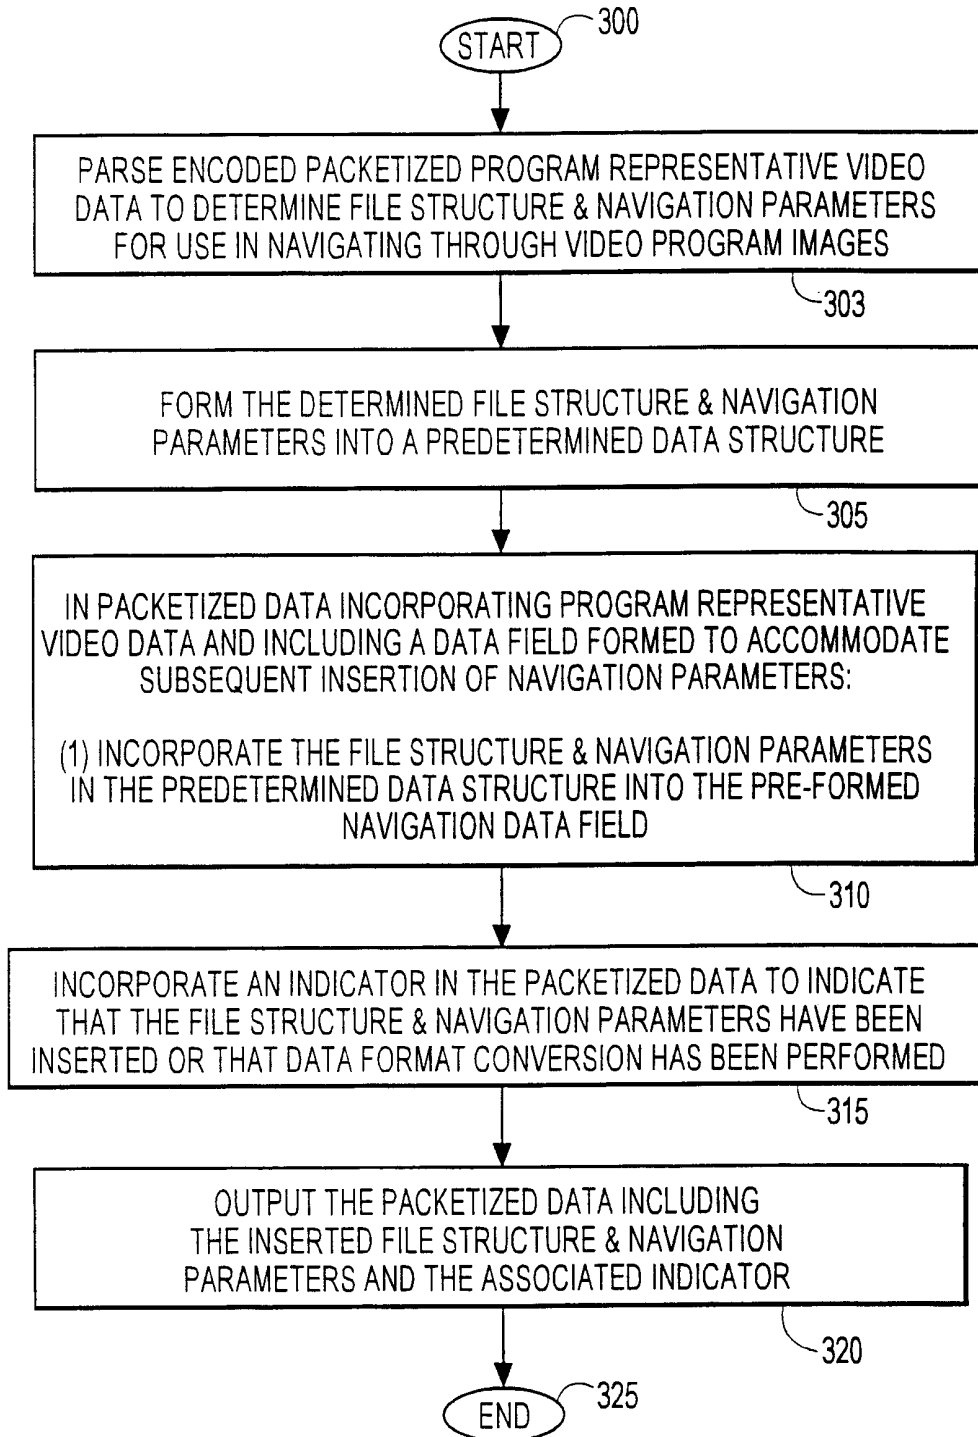 START
300
PARSE ENCODED PACKETIZED PROGRAM REPRESENTATIVE VIDEO
DATA TO DETERMINE FILE STRUCTURE & NAVIGATION PARAMETERS
FOR USE IN NAVIGATING THROUGH VIDEO PROGRAM IMAGES
303
FORM THE DETERMINED FILE STRUCTURE & NAVIGATION
PARAMETERS INTO A PREDETERMINED DATA STRUCTURE
305
IN PACKETIZED DATA INCORPORATING PROGRAM REPRESENTATIVE
VIDEO DATA AND INCLUDING A DATA FIELD FORMED TO ACCOMMODATE
SUBSEQUENT INSERTION OF NAVIGATION PARAMETERS:
(1) INCORPORATE THE FILE STRUCTURE & NAVIGATION PARAMETERS
IN THE PREDETERMINED DATA STRUCTURE INTO THE PRE-FORMED
NAVIGATION DATA FIELD
310
INCORPORATE AN INDICATOR IN THE PACKETIZED DATA TO INDICATE
THAT THE FILE STRUCTURE & NAVIGATION PARAMETERS HAVE BEEN
INSERTED OR THAT DATA FORMAT CONVERSION HAS BEEN PERFORMED
315
OUTPUT THE PACKETIZED DATA INCLUDING
THE INSERTED FILE STRUCTURE & NAVIGATION
PARAMETERS AND THE ASSOCIATED INDICATOR
320
END
325